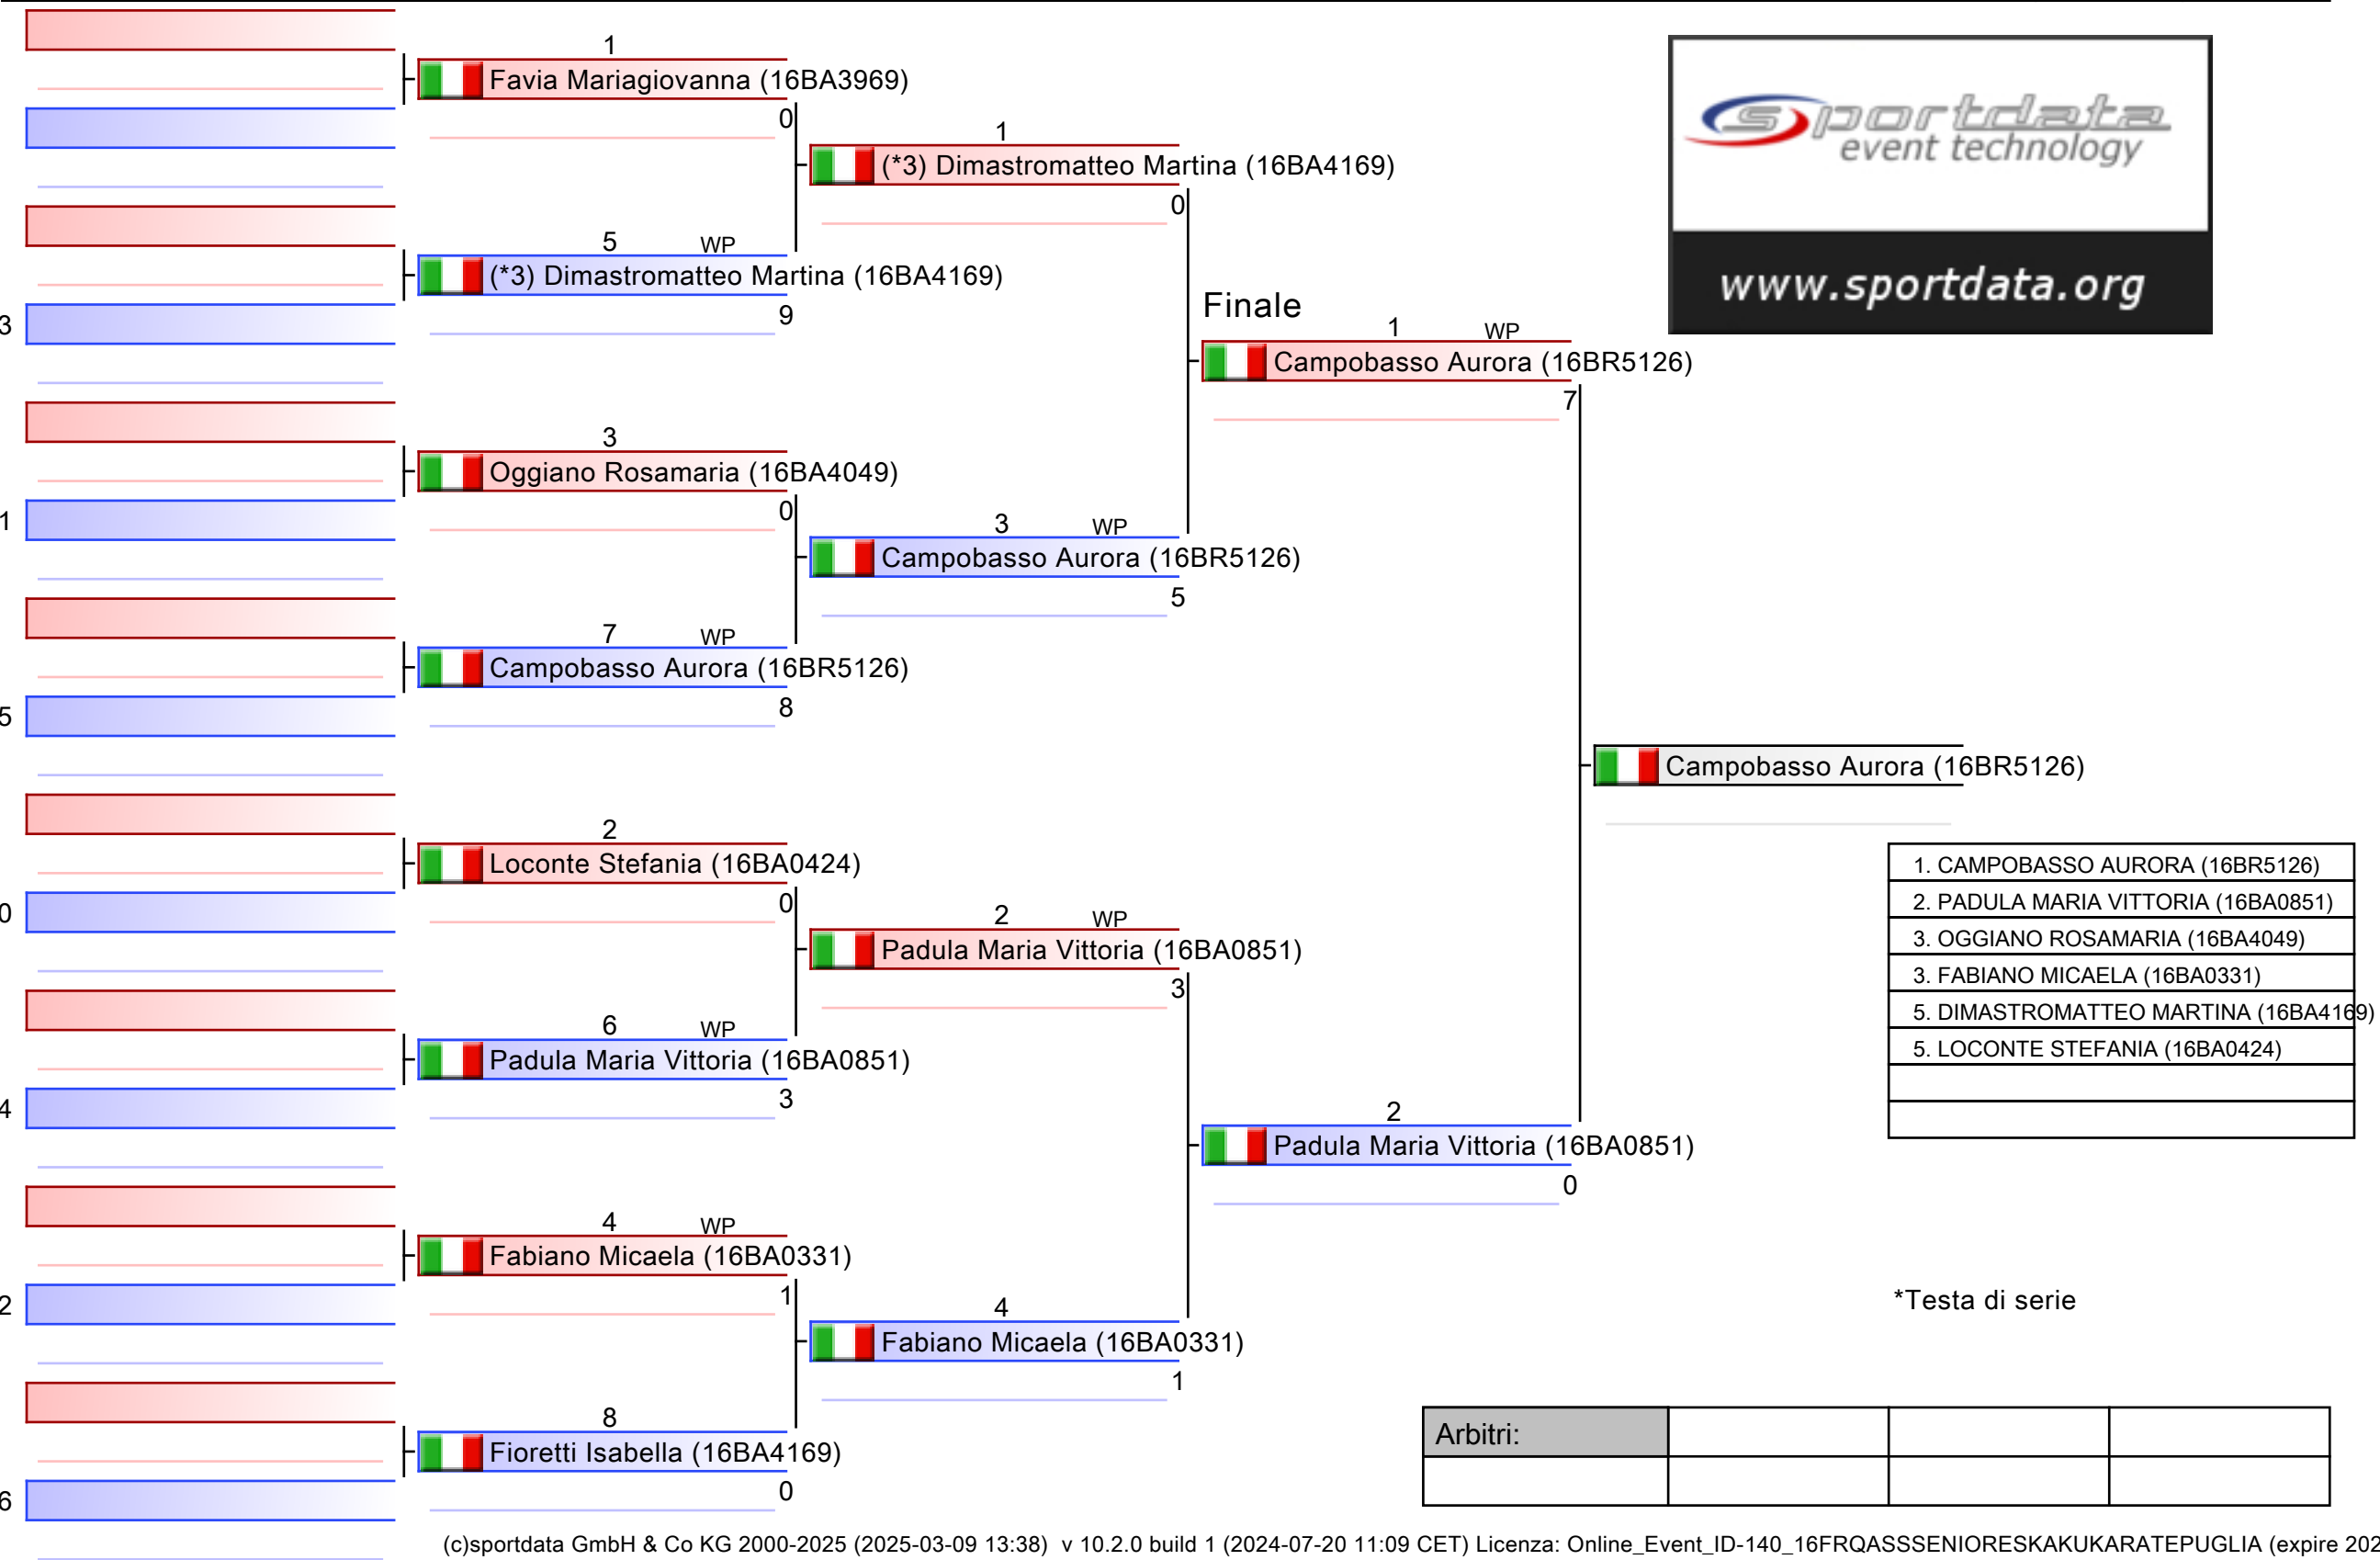 1
Favia Mariagiovanna (16BA3969)
0
5 WP
(*3) Dimastromatteo Martina (16BA4169)
9
3
Oggiano Rosamaria (16BA4049)
0
7 WP
Campobasso Aurora (16BR5126)
8
2
Loconte Stefania (16BA0424)
0
6 WP
Padula Maria Vittoria (16BA0851)
3
4 WP
Fabiano Micaela (16BA0331)
1
8
Fioretti Isabella (16BA4169)
0
1
(*3) Dimastromatteo Martina (16BA4169)
0
3 WP
Campobasso Aurora (16BR5126)
5
2 WP
Padula Maria Vittoria (16BA0851)
3
4
Fabiano Micaela (16BA0331)
1
Finale
1 WP
Campobasso Aurora (16BR5126)
7
2
Padula Maria Vittoria (16BA0851)
0
Campobasso Aurora (16BR5126)
sportdata
event technology
www.sportdata.org
1. CAMPOBASSO AURORA (16BR5126)
2. PADULA MARIA VITTORIA (16BA0851)
3. OGGIANO ROSAMARIA (16BA4049)
3. FABIANO MICAELA (16BA0331)
5. DIMASTROMATTEO MARTINA (16BA4169)
5. LOCONTE STEFANIA (16BA0424)
*Testa di serie
Arbitri:
(c)sportdata GmbH & Co KG 2000-2025 (2025-03-09 13:38) v 10.2.0 build 1 (2024-07-20 11:09 CET) Licenza: Online_Event_ID-140_16FRQASSSENIORESKAKUKARATEPUGLIA (expire 202